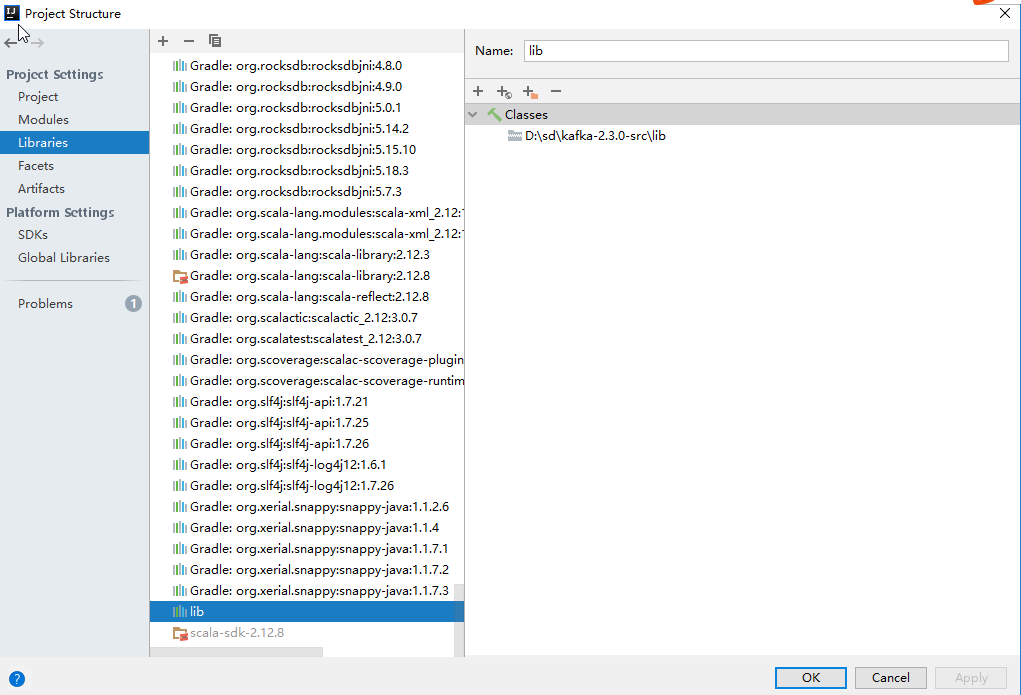 Project Structure
Project Settings
Project
Modules
Libraries
Facets
Artifacts
Platform Settings
SDKs
Global Libraries
Problems
1
Gradle: org.rocksdb:rocksdbjni:4.8.0
Gradle: org.rocksdb:rocksdbjni:4.9.0
Gradle: org.rocksdb:rocksdbjni:5.0.1
Gradle: org.rocksdb:rocksdbjni:5.14.2
Gradle: org.rocksdb:rocksdbjni:5.15.10
Gradle: org.rocksdb:rocksdbjni:5.18.3
Gradle: org.rocksdb:rocksdbjni:5.7.3
Gradle: org.scala-lang.modules:scala-xml_2.12:1
Gradle: org.scala-lang.modules:scala-xml_2.12:1
Gradle: org.scala-lang:scala-library:2.12.3
Gradle: org.scala-lang:scala-library:2.12.8
Gradle: org.scala-lang:scala-reflect:2.12.8
Gradle: org.scalactic:scalactic_2.12:3.0.7
Gradle: org.scalatest:scalatest_2.12:3.0.7
Gradle: org.scoverage:scalac-scoverage-plugin
Gradle: org.scoverage:scalac-scoverage-runtim
Gradle: org.slf4j:slf4j-api:1.7.21
Gradle: org.slf4j:slf4j-api:1.7.25
Gradle: org.slf4j:slf4j-api:1.7.26
Gradle: org.slf4j:slf4j-log4j12:1.6.1
Gradle: org.slf4j:slf4j-log4j12:1.7.26
Gradle: org.xerial.snappy:snappy-java:1.1.2.6
Gradle: org.xerial.snappy:snappy-java:1.1.4
Gradle: org.xerial.snappy:snappy-java:1.1.7.1
Gradle: org.xerial.snappy:snappy-java:1.1.7.2
Gradle: org.xerial.snappy:snappy-java:1.1.7.3
lib
scala-sdk-2.12.8
Name: lib
Classes
D:\sd\kafka-2.3.0-src\lib
? OK Cancel Apply